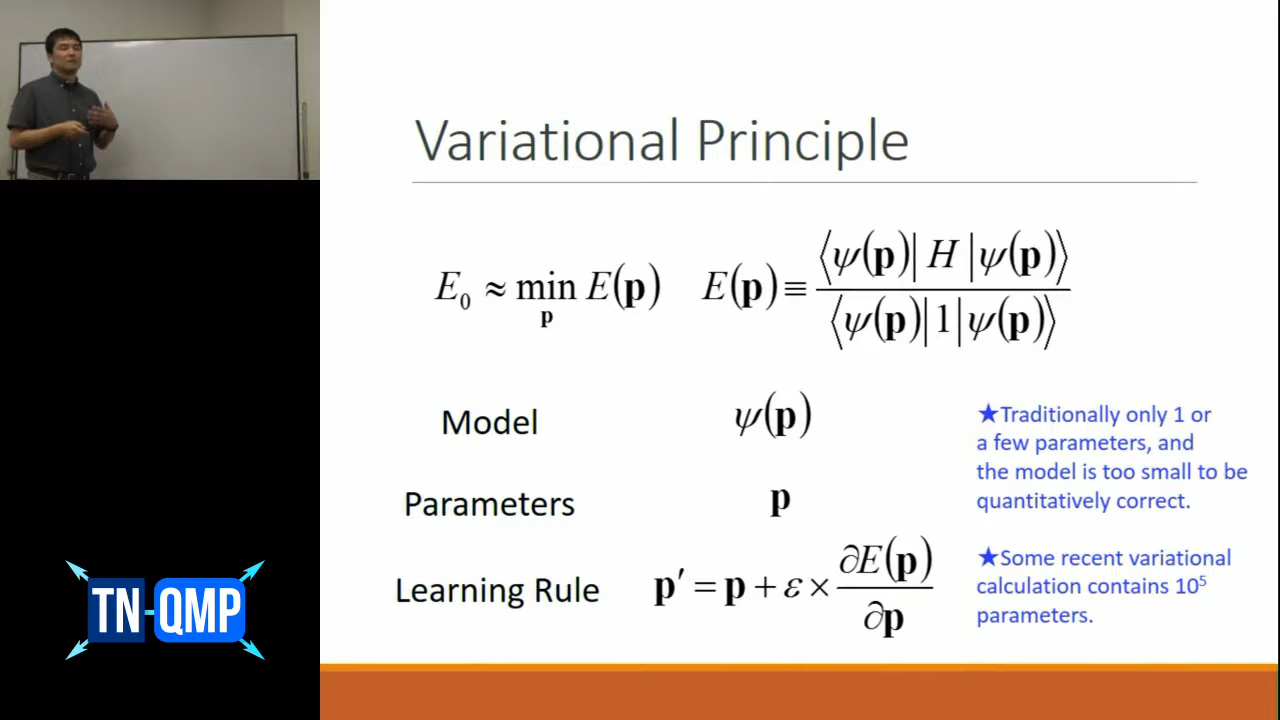 Variational Principle
E₀ ≈ min_p E(p)   E(p) ≡ ⟨ψ(p)| H |ψ(p)⟩ / ⟨ψ(p)| 1 |ψ(p)⟩
Model ψ(p)
Parameters p
Learning Rule p′ = p + ε × ∂E(p)/∂p
★Traditionally only 1 or
a few parameters, and
the model is too small to be
quantitatively correct.
★Some recent variational
calculation contains 10⁵
parameters.
TN-QMP